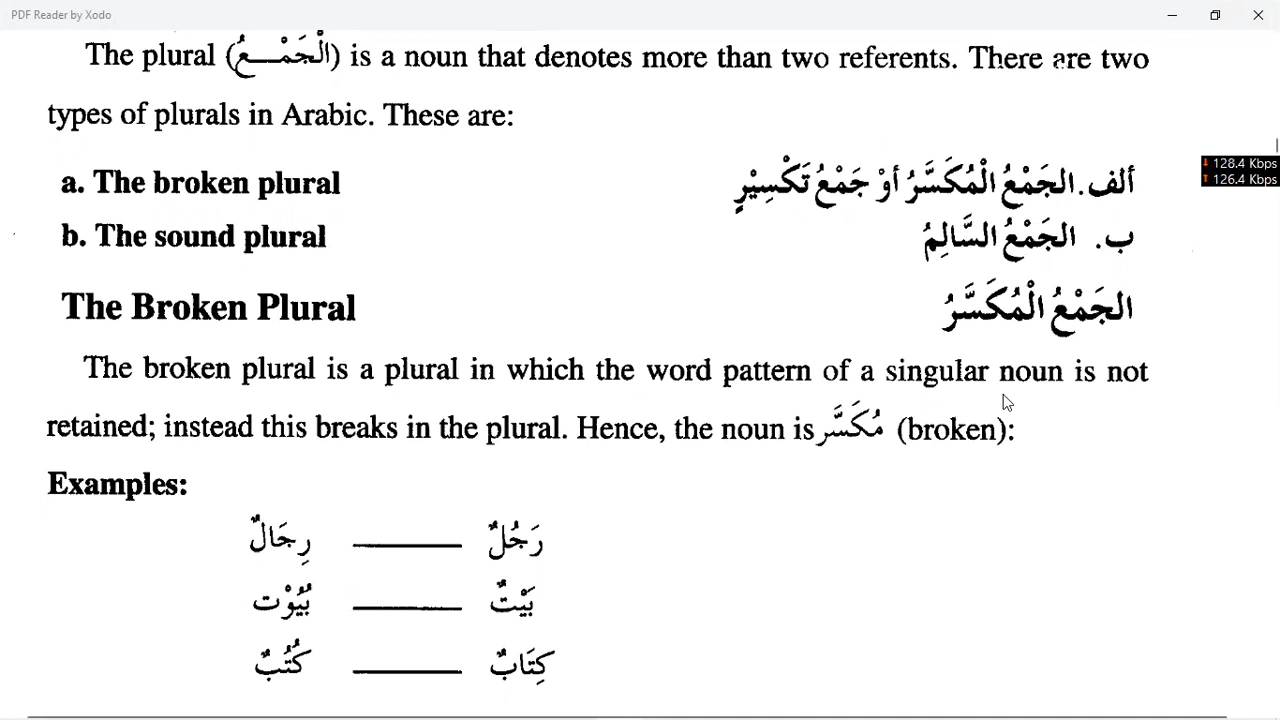 PDF Reader by Xodo
The plural (الْجَمْـــعُ) is a noun that denotes more than two referents. There are two
128.4 Kbps
126.4 Kbps
types of plurals in Arabic. These are:
a. The broken plural ألف. الجَمْعُ الْمُكَسَّرُ أوْ جَمْعُ تَكْسِيْرٍ
b. The sound plural ب. الجَمْعُ السَّالِمُ
The Broken Plural الجَمْعُ الْمُكَسَّرُ
The broken plural is a plural in which the word pattern of a singular noun is not
retained; instead this breaks in the plural. Hence, the noun is مُكَسَّر (broken):
Examples:
رَجُلٌ ———— رِجَالٌ
بَيْتٌ ———— بُيُوْت
كِتَابٌ ———— كُتُبٌ